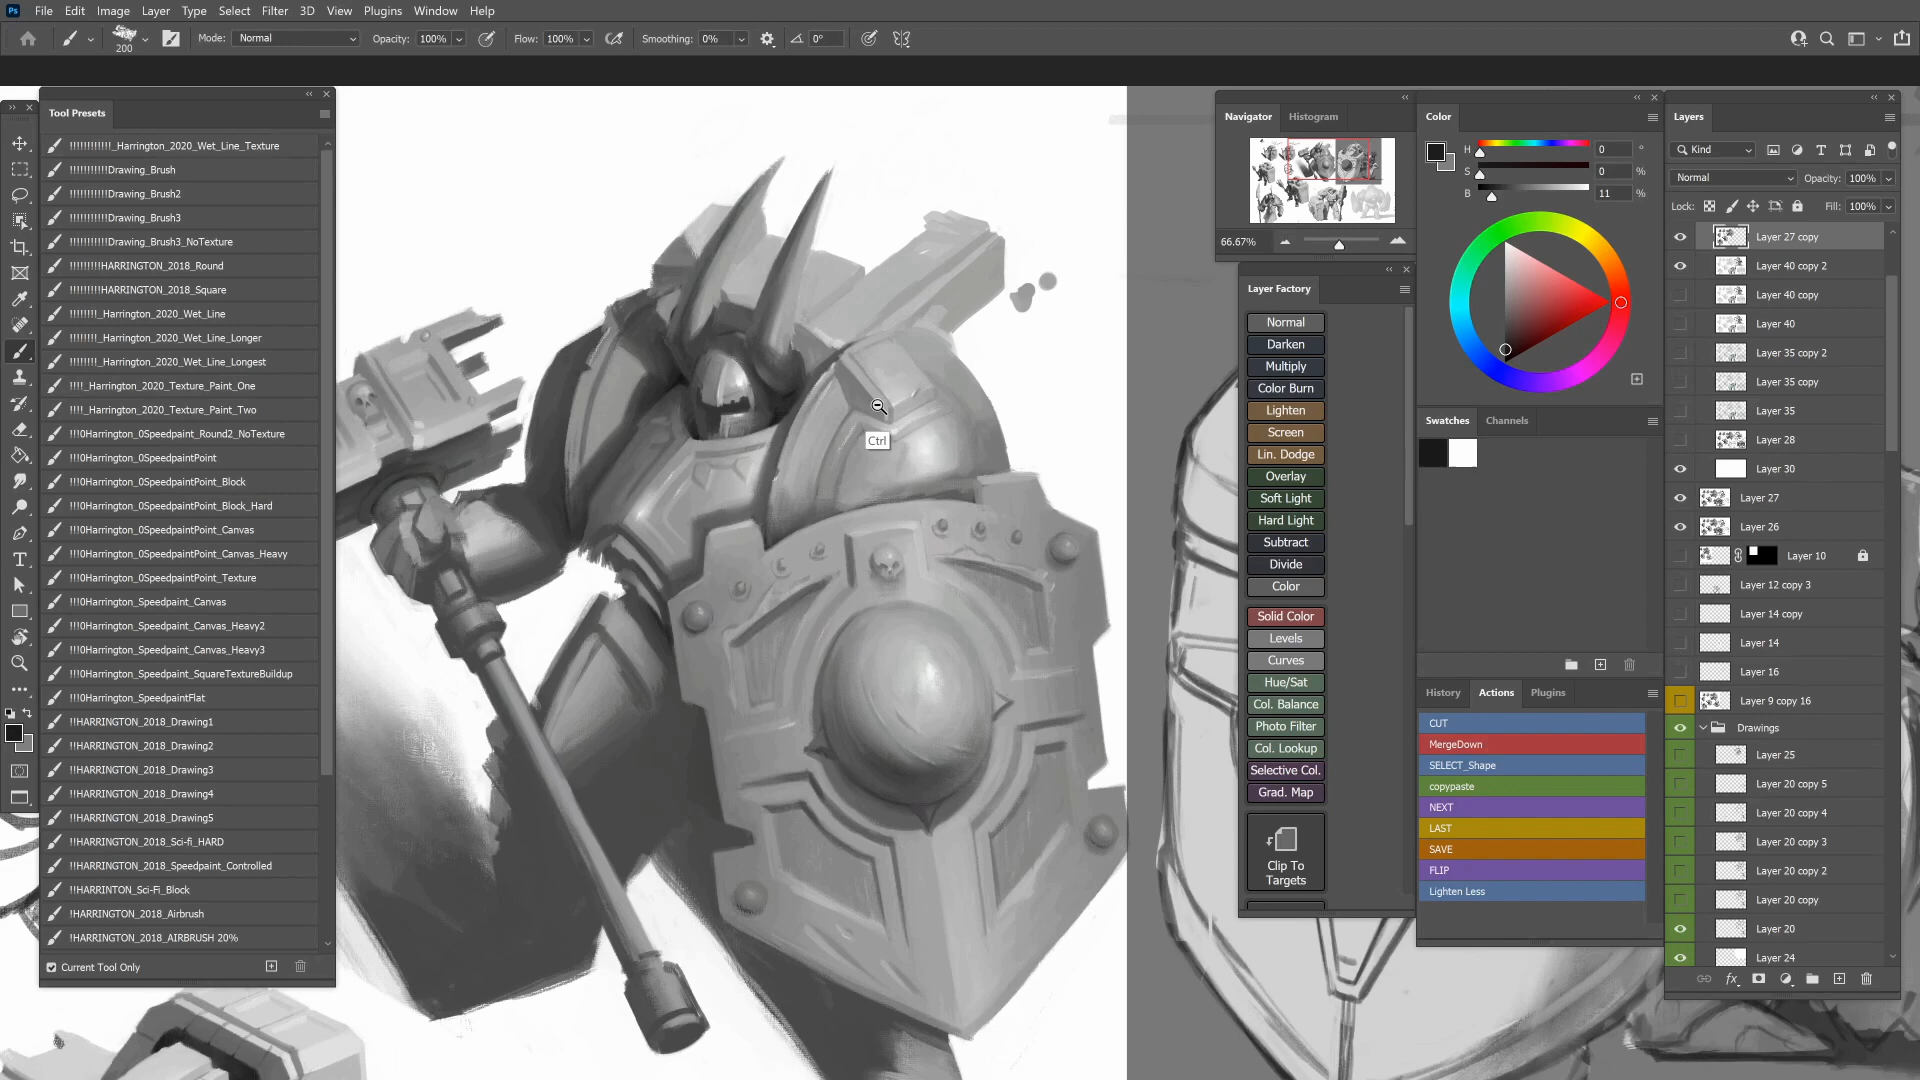 Ps File Edit Image Layer Type Select Filter 3D View Plugins Window Help
200 Mode: Normal Opacity: 100% Flow: 100% Smoothing: 0% 0°
Tool Presets
!!!!!!!!!!!!_Harrington_2020_Wet_Line_Texture
!!!!!!!!!!!Drawing_Brush
!!!!!!!!!!!Drawing_Brush2
!!!!!!!!!!!Drawing_Brush3
!!!!!!!!!!!Drawing_Brush3_NoTexture
!!!!!!!!!HARRINGTON_2018_Round
!!!!!!!!!HARRINGTON_2018_Square
!!!!!!!!_Harrington_2020_Wet_Line
!!!!!!!!_Harrington_2020_Wet_Line_Longer
!!!!!!!!_Harrington_2020_Wet_Line_Longest
!!!!_Harrington_2020_Texture_Paint_One
!!!!_Harrington_2020_Texture_Paint_Two
!!!0Harrington_0Speedpaint_Round2_NoTexture
!!!0Harrington_0SpeedpaintPoint
!!!0Harrington_0SpeedpaintPoint_Block
!!!0Harrington_0SpeedpaintPoint_Block_Hard
!!!0Harrington_0SpeedpaintPoint_Canvas
!!!0Harrington_0SpeedpaintPoint_Canvas_Heavy
!!!0Harrington_0SpeedpaintPoint_Texture
!!!0Harrington_Speedpaint_Canvas
!!!0Harrington_Speedpaint_Canvas_Heavy2
!!!0Harrington_Speedpaint_Canvas_Heavy3
!!!0Harrington_Speedpaint_SquareTextureBuildup
!!!0Harrington_SpeedpaintFlat
!!HARRINGTON_2018_Drawing1
!!HARRINGTON_2018_Drawing2
!!HARRINGTON_2018_Drawing3
!!HARRINGTON_2018_Drawing4
!!HARRINGTON_2018_Drawing5
!!HARRINGTON_2018_Sci-fi_HARD
!!HARRINGTON_2018_Speedpaint_Controlled
!!HARRINTON_Sci-Fi_Block
!HARRINGTON_2018_Airbrush
!HARRINGTON_2018_AIRBRUSH 20%
Current Tool Only
Ctrl
Navigator Histogram
66.67%
Layer Factory
Normal
Darken
Multiply
Color Burn
Lighten
Screen
Lin. Dodge
Overlay
Soft Light
Hard Light
Subtract
Divide
Color
Solid Color
Levels
Curves
Hue/Sat
Col. Balance
Photo Filter
Col. Lookup
Selective Col.
Grad. Map
Clip To
Targets
Color
H 0 °
S 0 %
B 11 %
Swatches Channels
History Actions Plugins
CUT
MergeDown
SELECT_Shape
copypaste
NEXT
LAST
SAVE
FLIP
Lighten Less
Layers
Kind
Normal Opacity: 100%
Lock: Fill: 100%
Layer 27 copy
Layer 40 copy 2
Layer 40 copy
Layer 40
Layer 35 copy 2
Layer 35 copy
Layer 35
Layer 28
Layer 30
Layer 27
Layer 26
Layer 10
Layer 12 copy 3
Layer 14 copy
Layer 14
Layer 16
Layer 9 copy 16
Drawings
Layer 25
Layer 20 copy 5
Layer 20 copy 4
Layer 20 copy 3
Layer 20 copy 2
Layer 20 copy
Layer 20
Layer 24
fx